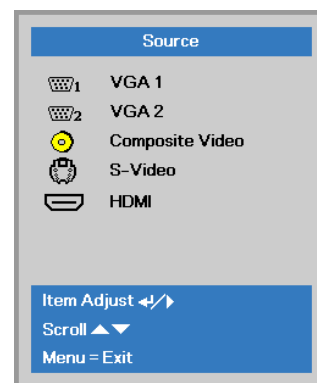 Source
1 VGA 1
2 VGA 2
Composite Video
S-Video
HDMI
Item Adjust ↵/▶
Scroll ▲▼
Menu = Exit